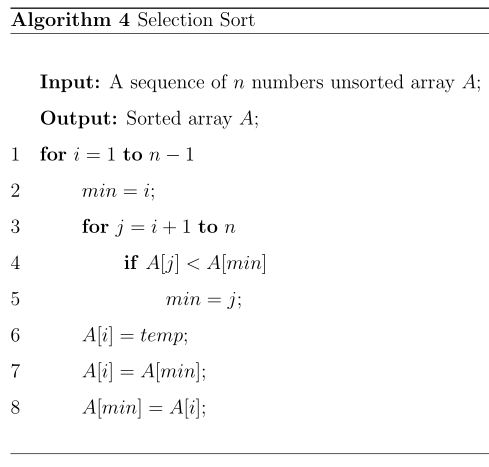 Algorithm 4 Selection Sort
Input: A sequence of n numbers unsorted array A;
Output: Sorted array A;
1 for i = 1 to n − 1
2 min = i;
3 for j = i + 1 to n
4 if A[j] < A[min]
5 min = j;
6 A[i] = temp;
7 A[i] = A[min];
8 A[min] = A[i];